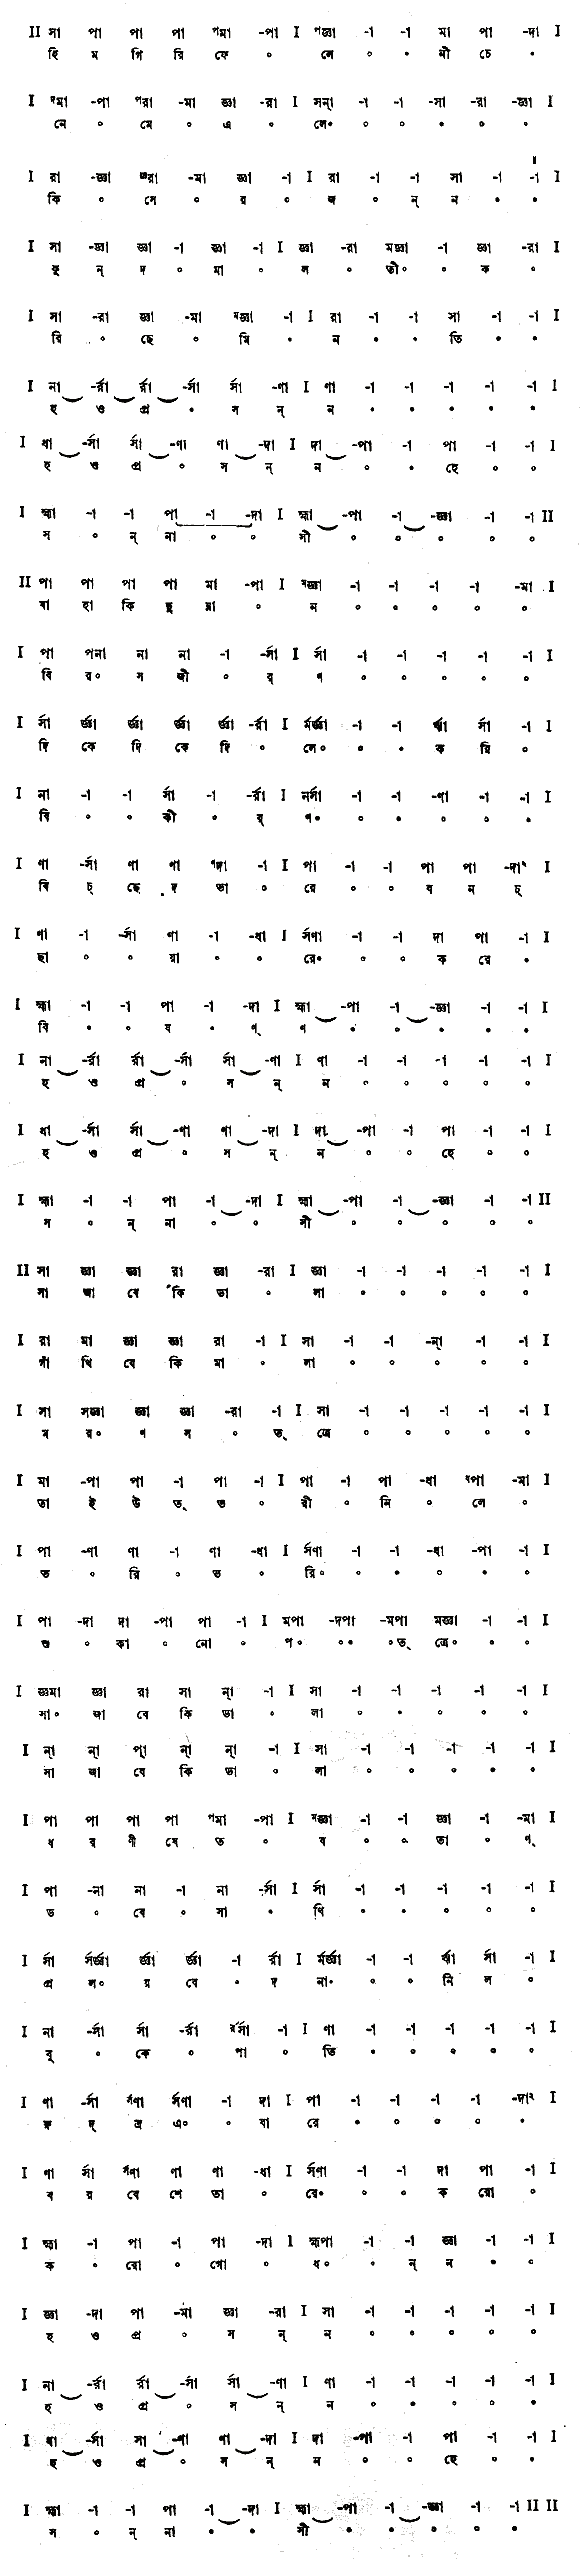 II সা পা পা পা পমা -পা I পজ্ঞা -া -া মা পা -দা I
হি ম গি রি ফে ০ লে ০ ০ নী চে ০
I দমা -পা পরা -মা জ্ঞা -রা I সন্‌া -া -া -সা -রা -জ্ঞা I
নে ০ মে ০ এ ০ লে০ ০ ০ ০ ০ ০
I রা -জ্ঞা জ্ঞরা -মা জ্ঞা -া I রা -া -া সা -া -া I
কি ০ সে ০ র ০ জ ০ ন্ ন ০ ০
I সা -জ্ঞা জ্ঞা -া জ্ঞা -া I জ্ঞা -রা মজ্ঞা -া জ্ঞা -রা I
কু ন্ দ ০ মা ০ ল ০ তী০ ০ ক ০
I সা -রা জ্ঞা -মা মজ্ঞা -া I রা -া -া সা -া -া I
রি ০ ছে ০ মি ০ ন ০ ০ তি ০ ০
I না -র্রা র্রা -র্সা র্সা -ণা I ণা -া -া -া -া -া I
হ ও প্র ০ স ন্ ন ০ ০ ০ ০ ০
I ধা -র্সা র্সা -ণা ণা -দা I দা -পা -া পা -া -া I
হ ও প্র ০ স ন্ ন ০ ০ হে ০ ০
I হ্মা -া -া পা -া -দা I হ্মা -পা -া -জ্ঞা -া -া II
স ০ ন্ ন্যা ০ ০ সী ০ ০ ০ ০ ০
II পা পা পা পা মা -পা I মজ্ঞা -া -া -া -া -মা I
যা হা কি ছু ম্লা ০ ন ০ ০ ০ ০ ০
I পা পনা না না -া -র্সা I র্সা -া -া -া -া -া I
বি র০ স জী ০ র্ ণ ০ ০ ০ ০ ০
I র্সা র্জ্ঞা র্জ্ঞা র্জ্ঞা র্জ্ঞা -র্রা I র্মর্জ্ঞা -া -া র্ঋা র্সা -া I
দি কে দি কে দি ০ লে০ ০ ০ ক রি ০
I না -া -া র্সা -া -র্রা I নর্সা -া -া -ণা -া -া I
বি ০ ০ কী ০ র্ ণ০ ০ ০ ০ ০ ০
I ণা -র্সা ণা ণা ণদা -া I পা -া -া পা পা -দা২ I
বি চ্ ছে দ ভা ০ রে ০ ০ ব ন চ্
I ণা -া -র্সা ণা -া -ধা I র্সণা -া -া দা পা -া I
ছা ০ ০ য়া ০ ০ রে০ ০ ০ ক রে ০
I হ্মা -া -া পা -া -দা I হ্মা -পা -া -জ্ঞা -া -া I
বি ০ ০ ষ ০ ণ্ ণ ০ ০ ০ ০ ০
I না -র্রা র্রা -র্সা র্সা -ণা I ণা -া -া -া -া -া I
হ ও প্র ০ স ন্ ন ০ ০ ০ ০ ০
I ধা -র্সা র্সা -ণা ণা -দা I দা -পা -া পা -া -া I
হ ও প্র ০ স ন্ ন ০ ০ হে ০ ০
I হ্মা -া -া পা -া -দা I হ্মা -পা -া -জ্ঞা -া -া II
স ০ ন্ ন্যা ০ ০ সী ০ ০ ০ ০ ০
II সা জ্ঞা জ্ঞা রা জ্ঞা -রা I জ্ঞা -া -া -া -া -া I
সা জা বে কি ডা ০ লা ০ ০ ০ ০ ০
I রা মা জ্ঞা জ্ঞা রা -া I সা -া -া -ন্‌া -া -া I
গাঁ থি বে কি মা ০ লা ০ ০ ০ ০ ০
I সা সজ্ঞা জ্ঞা জ্ঞা -রা -া I সা -া -া -া -া -া I
ম র০ ণ স ০ ত্ ত্রে ০ ০ ০ ০ ০
I মা -পা পা -া পা -া I পা -া পা -ধা ধপা -মা I
তা ই উ ত্ ত ০ রী ০ নি ০ লে ০
I পা -ণা ণা -া ণা -ধা I র্সণা -া -া -ধা -পা -া I
ভ ০ রি ০ ভ ০ রি০ ০ ০ ০ ০ ০
I পা -দা দা -পা পা -া I মপা -দপা -মপা মজ্ঞা -া -া I
শু ০ কা ০ নো ০ প০ ০০ ০ত্ ত্রে০ ০ ০
I জ্ঞমা জ্ঞা রা সা ন্‌া -া I সা -া -া -া -া -া I
সা০ জা বে কি ডা ০ লা ০ ০ ০ ০ ০
I ন্‌া ন্‌া প্‌া ন্‌া ন্‌া -া I সা -া -া -া -া -া I
সা জা বে কি ডা ০ লা ০ ০ ০ ০ ০
I পা পা পা পা পমা -পা I মজ্ঞা -া -া জ্ঞা -া -মা I
ধ র ণী যে ত ০ ব ০ ০ তা ০ ণ্
I পা -না না -া না -র্সা I র্সা -া -া -া -া -া I
ড ০ বে ০ সা ০ থি ০ ০ ০ ০ ০
I র্সা র্সর্জ্ঞা র্জ্ঞা র্জ্ঞা -া র্রা I র্মর্জ্ঞা -া -া র্ঋা র্সা -া I
প্র ল০ য় বে ০ দ না০ ০ ০ নি ল ০
I না -র্সা র্সা -র্রা র্রর্সা -া I ণা -া -া -া -া -া I
বু ০ কে ০ পা ০ তি ০ ০ ০ ০ ০
I ণা -র্সা র্সণা র্সণা -া দা I পা -া -া -া -া -দা২ I
রু দ্ র এ০ ০ বা রে ০ ০ ০ ০ ০
I ণা র্সা র্সণা ণা ণা -ধা I র্সণা -া -া দা পা -া I
ব র বে শে তা ০ রে০ ০ ০ ক রো ০
I হ্মা -া পা -া পা -দা I হ্মপা -া -া জ্ঞা -া -া I
ক ০ রো ০ গো ০ ধ০ ০ ন্ ন ০ ০
I জ্ঞা -দা পা -মা জ্ঞা -রা I সা -া -া -া -া -া I
হ ও প্র ০ স ন্ ন ০ ০ ০ ০ ০
I না -র্রা র্রা -র্সা র্সা -ণা I ণা -া -া -া -া -া I
হ ও প্র ০ স ন্ ন ০ ০ ০ ০ ০
I ধা -র্সা সা -ণা ণা -দা I দা -পা -া পা -া -া I
হ ও প্র ০ স ন্ ন ০ ০ হে ০ ০
I হ্মা -া -া পা -া -দা I হ্মা -পা -া -জ্ঞা -া -া II II
স ০ ন্ ন্যা ০ ০ সী ০ ০ ০ ০ ০